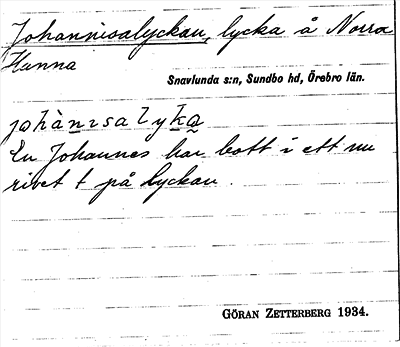 Johannisalyckan, lycka å Norra
Hanna
Snavlunda s:n, Sundbo hd, Örebro län.
johànɪsalyka
En Johannes har bott i ett nu
rivet t på lyckan.
GÖRAN ZETTERBERG 1934.